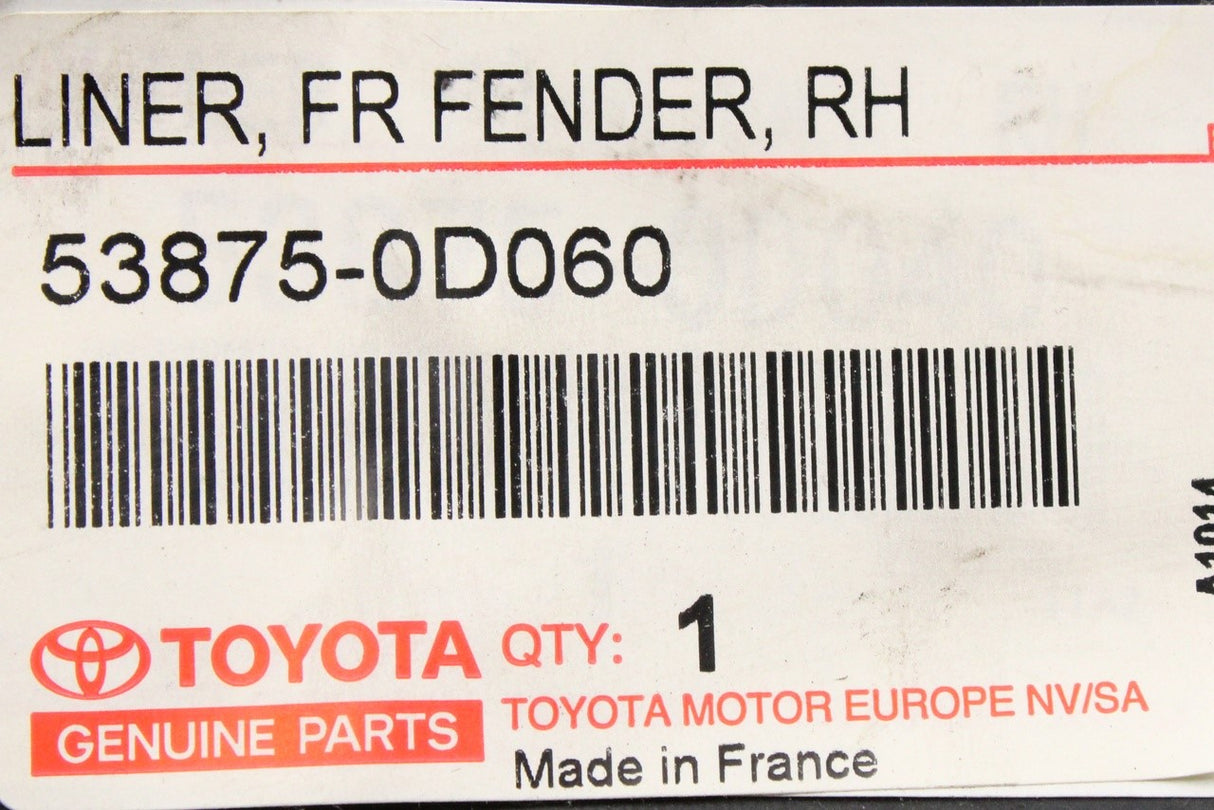 LINER, FR FENDER, RH
53875-0D060
TOYOTA
QTY: 1
GENUINE PARTS
TOYOTA MOTOR EUROPE NV/SA
Made in France